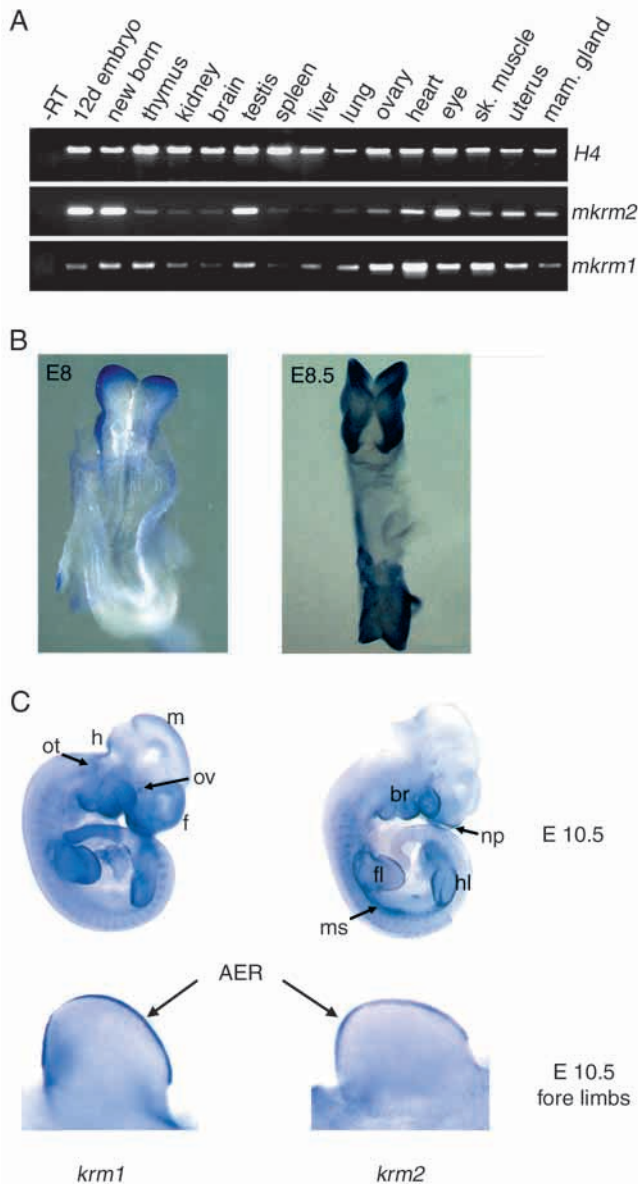 A
-RT
12d embryo
new born
thymus
kidney
brain
testis
spleen
liver
lung
ovary
heart
eye
sk. muscle
uterus
mam. gland
H4
mkrm2
mkrm1
B
E8
E8.5
C
ot
h
m
ov
f
br
np
fl
hl
ms
E 10.5
AER
E 10.5
fore limbs
krm1
krm2